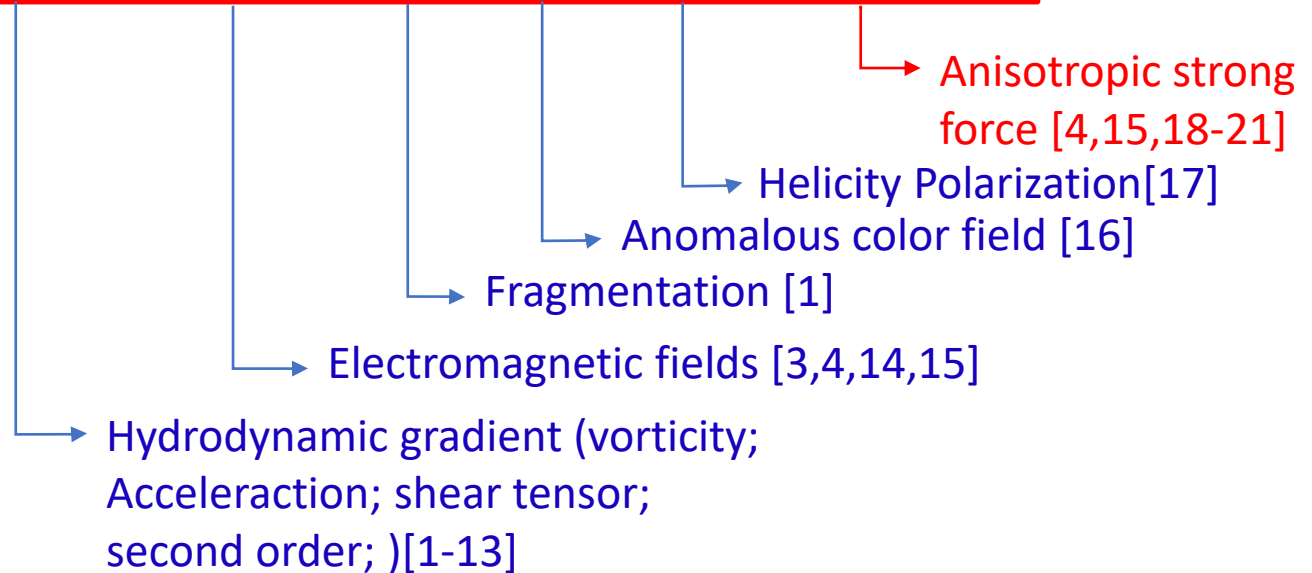 Anisotropic strong
force [4,15,18-21]
Helicity Polarization[17]
Anomalous color field [16]
Fragmentation [1]
Electromagnetic fields [3,4,14,15]
Hydrodynamic gradient (vorticity;
Acceleraction; shear tensor;
second order; )[1-13]